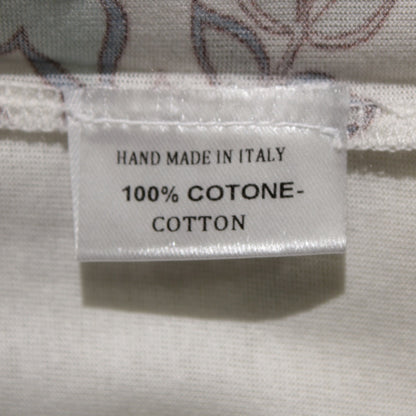 HAND MADE IN ITALY
100% COTONE-
COTTON